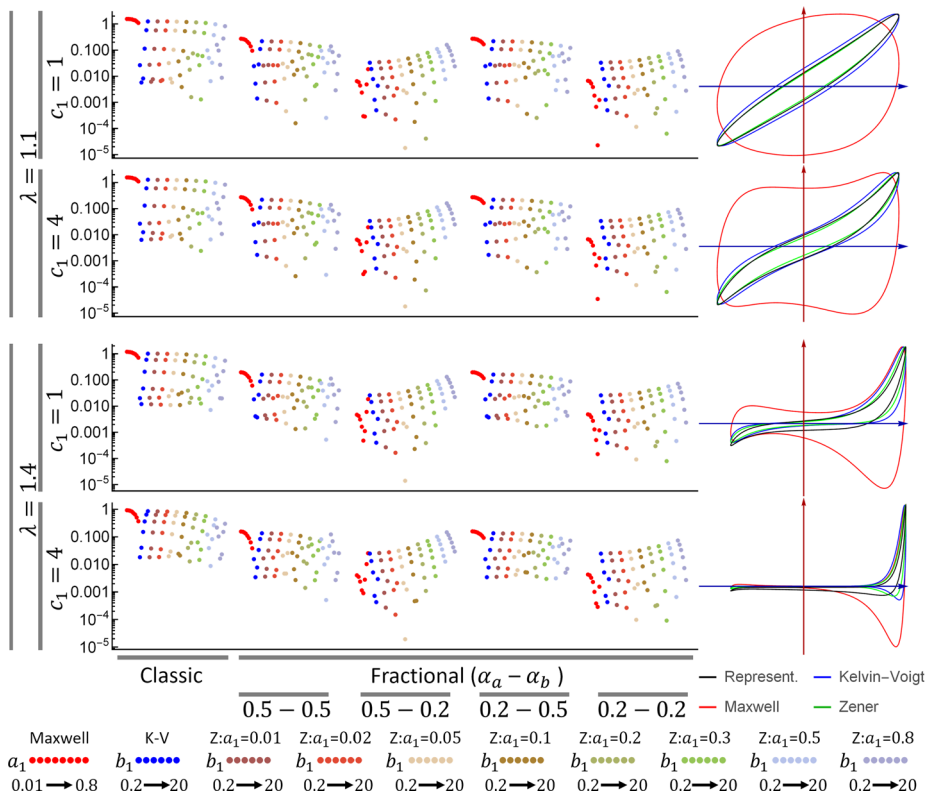 λ = 1.1
c₁ = 1
1
0.100
0.010
0.001
10⁻⁴
10⁻⁵
c₁ = 4
1
0.100
0.010
0.001
10⁻⁴
10⁻⁵
λ = 1.4
c₁ = 1
1
0.100
0.010
0.001
10⁻⁴
10⁻⁵
c₁ = 4
1
0.100
0.010
0.001
10⁻⁴
10⁻⁵
Classic
Fractional (αₐ − α_b)
0.5 − 0.5
0.5 − 0.2
0.2 − 0.5
0.2 − 0.2
Represent.
Kelvin−Voigt
Maxwell
Zener
Maxwell K-V Z:a₁=0.01 Z:a₁=0.02 Z:a₁=0.05 Z:a₁=0.1 Z:a₁=0.2 Z:a₁=0.3 Z:a₁=0.5 Z:a₁=0.8
a₁ b₁ b₁ b₁ b₁ b₁ b₁ b₁ b₁ b₁
0.01 → 0.8 0.2 → 20 0.2 → 20 0.2 → 20 0.2 → 20 0.2 → 20 0.2 → 20 0.2 → 20 0.2 → 20 0.2 → 20